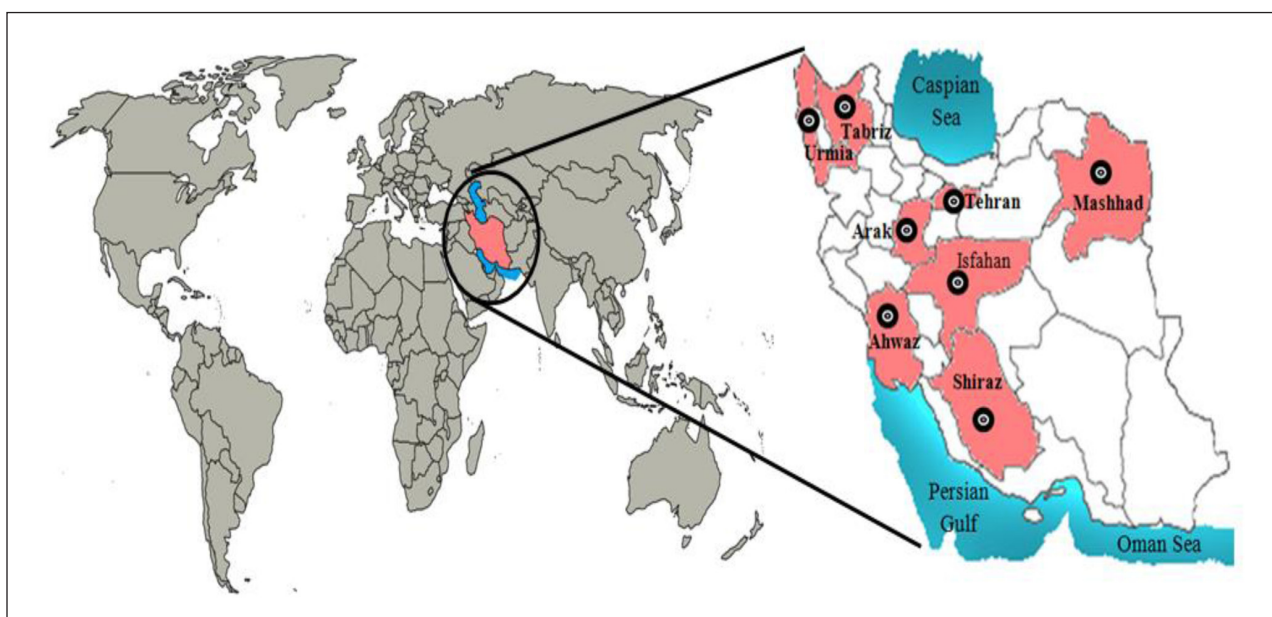 Caspian
Sea
Tabriz
Urmia
Mashhad
Tehran
Arak
Isfahan
Ahwaz
Shiraz
Persian
Gulf
Oman Sea